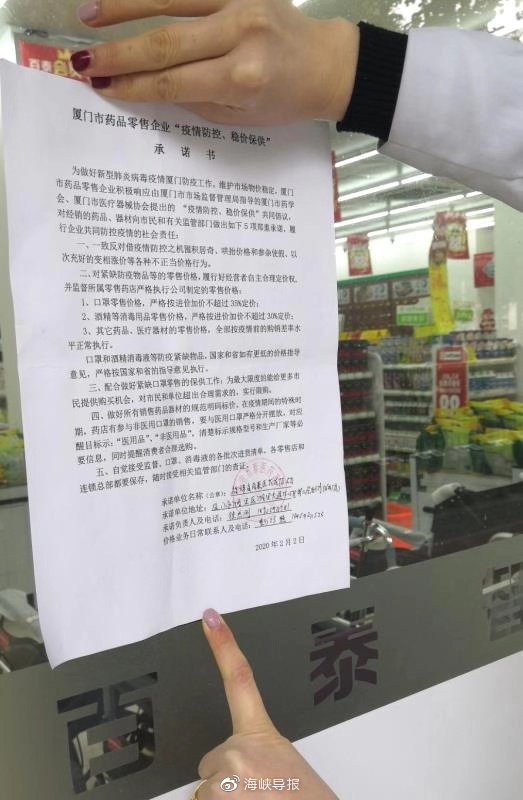 厦门市药品零售企业“疫情防控、稳价保供”
承 诺 书
为做好新型肺炎病毒疫情厦门防疫工作，维护市场物价稳定，厦门
市药品零售企业积极响应由厦门市市场监督管理局指导的厦门市药学
会、厦门市医疗器械协会提出的 “疫情防控、稳价保供”共同倡议，
对经销的药品、器材向市民和有关监管部门做出如下 5 项郑重承诺，履
行企业共同防控疫情的社会责任：
一、一致反对借疫情防控之机囤积居奇、哄抬价格和参杂使假、以
次充好的变相涨价等各种不正当价格行为。
二、对紧缺防疫物品等的零售价格，履行好经营者自主合理定价权，
并监督所属零售药店严格执行公司制定的零售价格：
1、口罩零售价格，严格按进价加价不超过 35%定价；
2、酒精等消毒用品零售价格，严格按进价加价不超过 30%定价；
3、其它药品、医疗器材的零售价格，全部按疫情前的购销差率水
平正常执行。
口罩和酒精消毒液等防疫紧缺物品，国家和省如有更低的价格指导
意见，严格按国家和省的指导意见执行。
三、配合做好紧缺口罩零售的保供工作，为最大限度的能给更多市
民提供购买机会，对市民和单位超出合理需求的，实行限购。
四、做好所有销售药品器材的规范明码标价，在疫情期间的特殊时
期，药店有参与非医用口罩的销售，要与医用口罩严格分开摆放，对应
醒目标示：“医用品”、“非医用品”，清楚标示规格型号和生产厂家等必
要信息，同时提醒消费者合理选购。
五、自觉接受监督，口罩、消毒液的各批次进货清单，各零售店和
连锁总部都要保存，随时接受相关监管部门的查证。
承诺单位名称（公章）：
承诺单位地址：
承诺负责人及电话：
价格业务日常联系人及电话：
2020 年 2 月 2 日
百泰
海峡导报